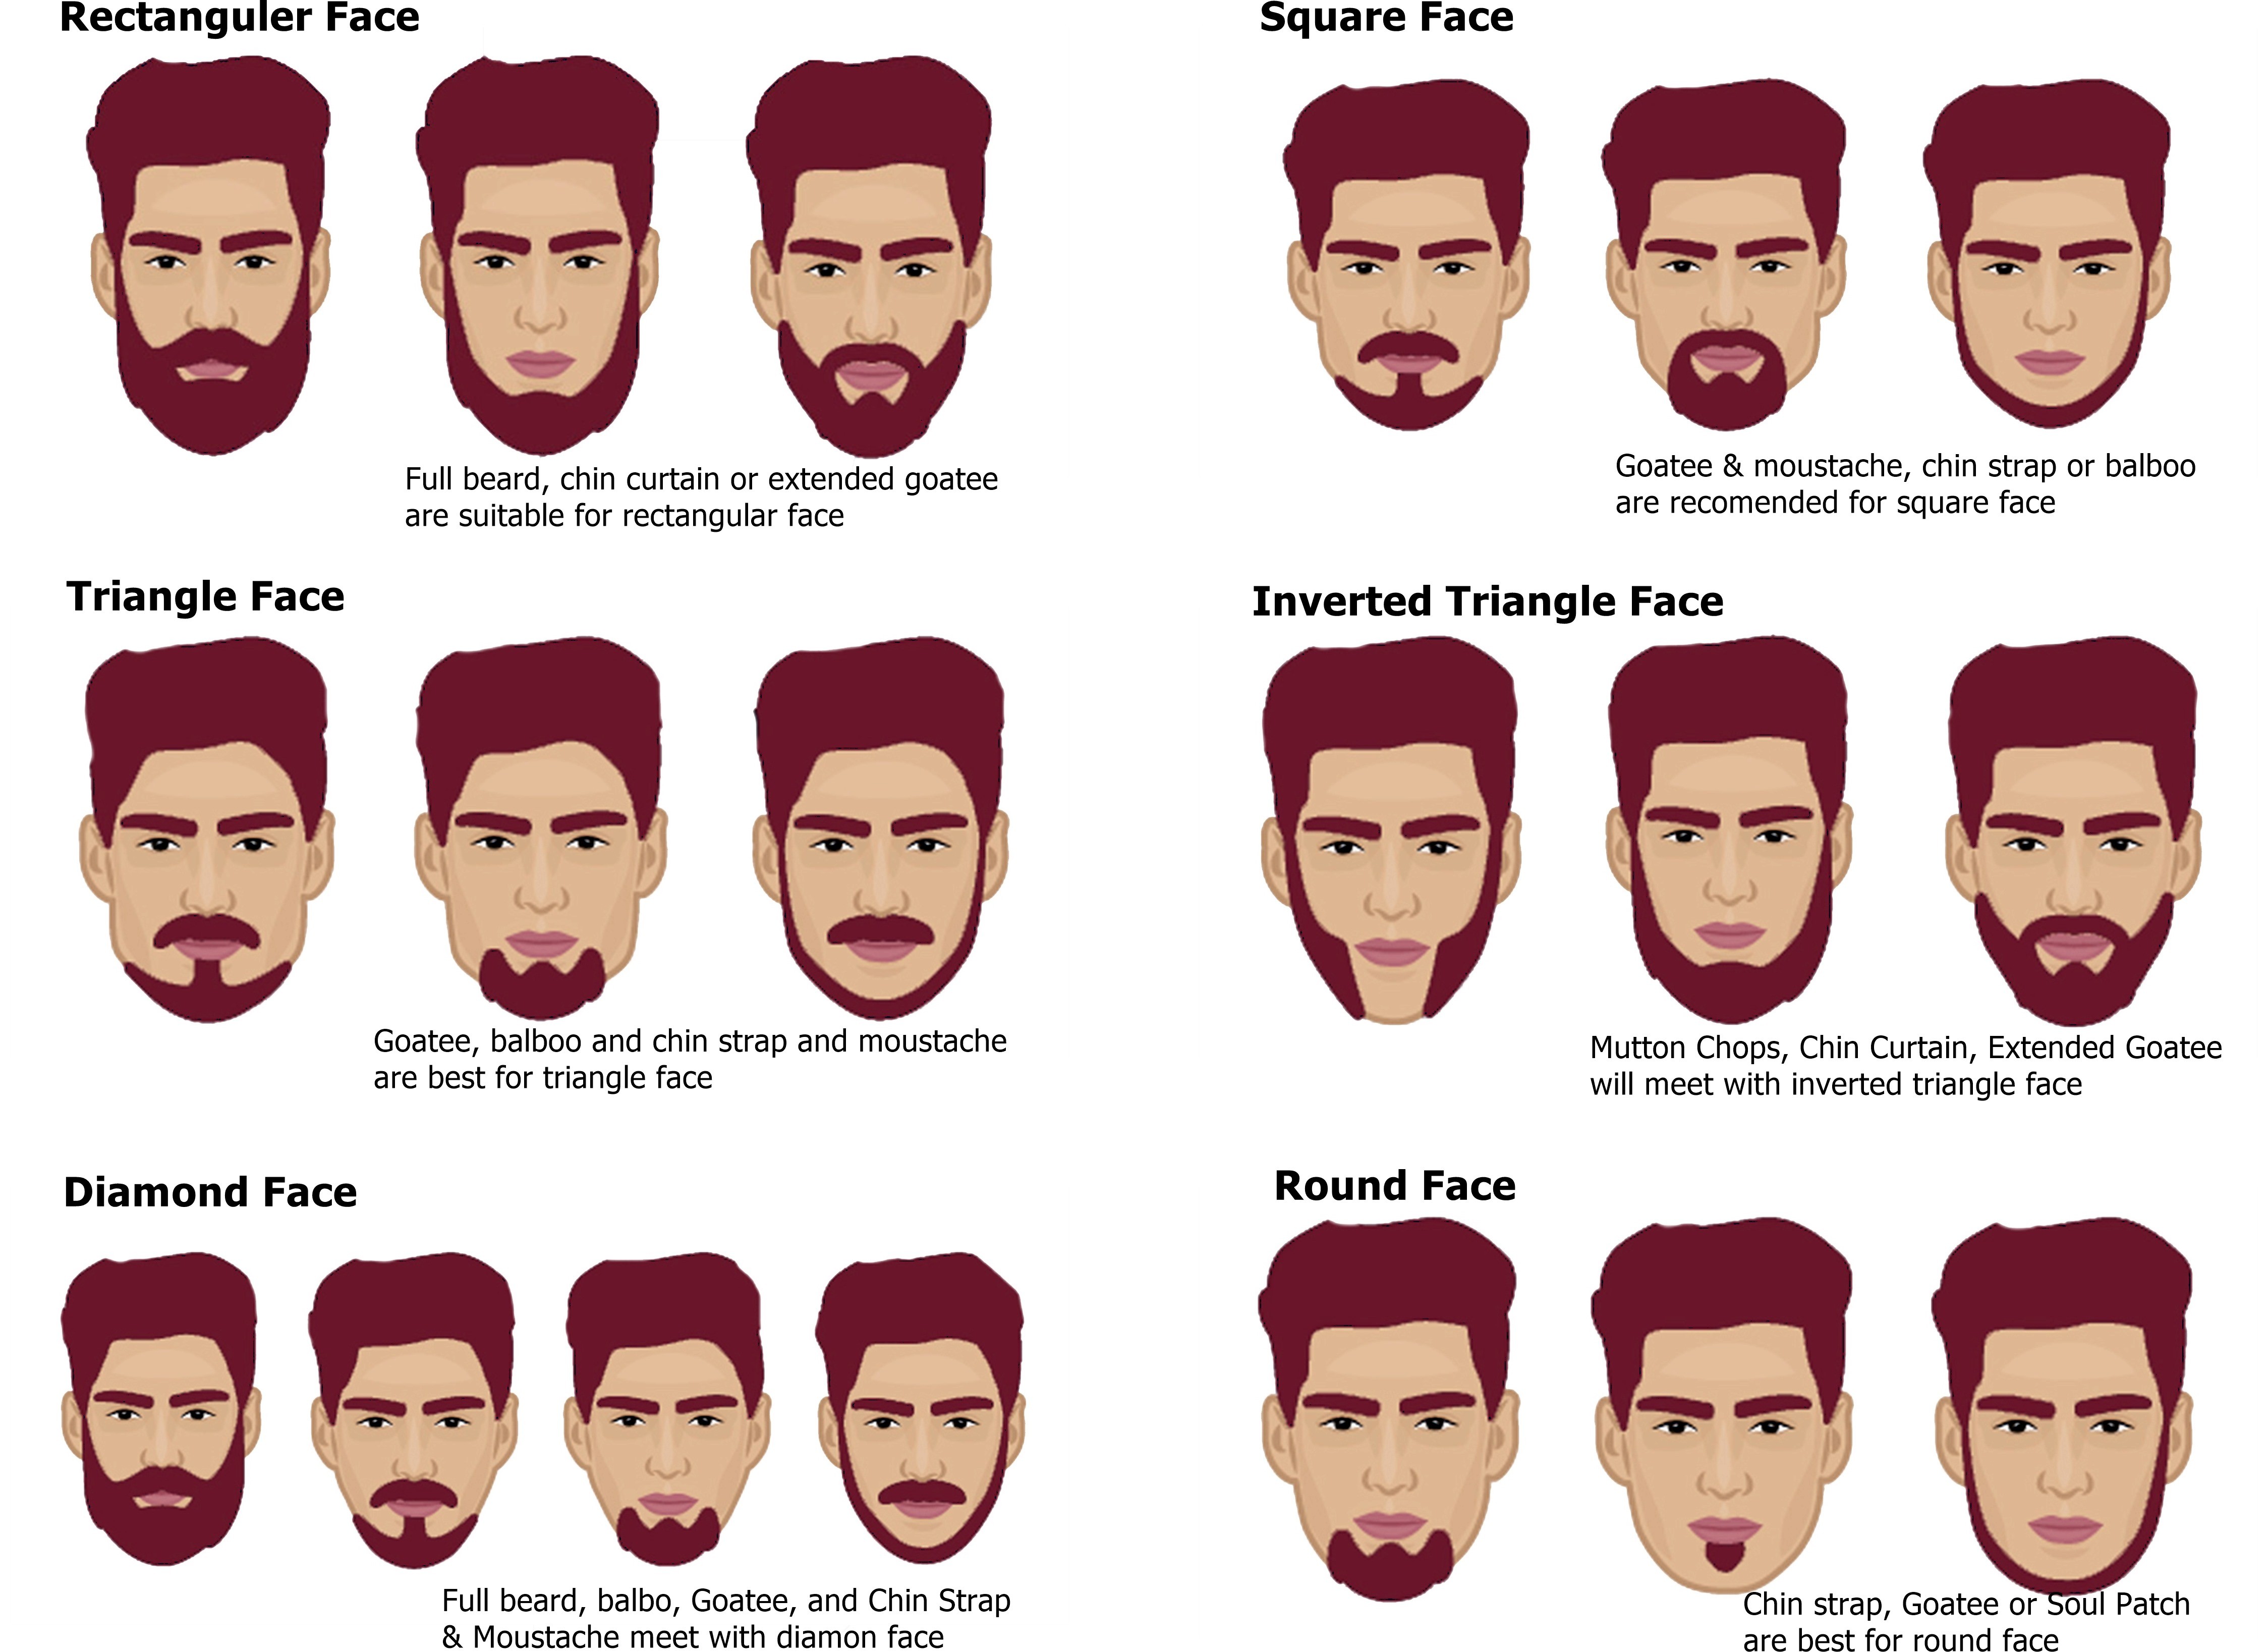 Rectanguler Face
Full beard, chin curtain or extended goatee
are suitable for rectangular face
Square Face
Goatee & moustache, chin strap or balboo
are recomended for square face
Triangle Face
Goatee, balboo and chin strap and moustache
are best for triangle face
Inverted Triangle Face
Mutton Chops, Chin Curtain, Extended Goatee
will meet with inverted triangle face
Diamond Face
Full beard, balbo, Goatee, and Chin Strap
& Moustache meet with diamon face
Round Face
Chin strap, Goatee or Soul Patch
are best for round face